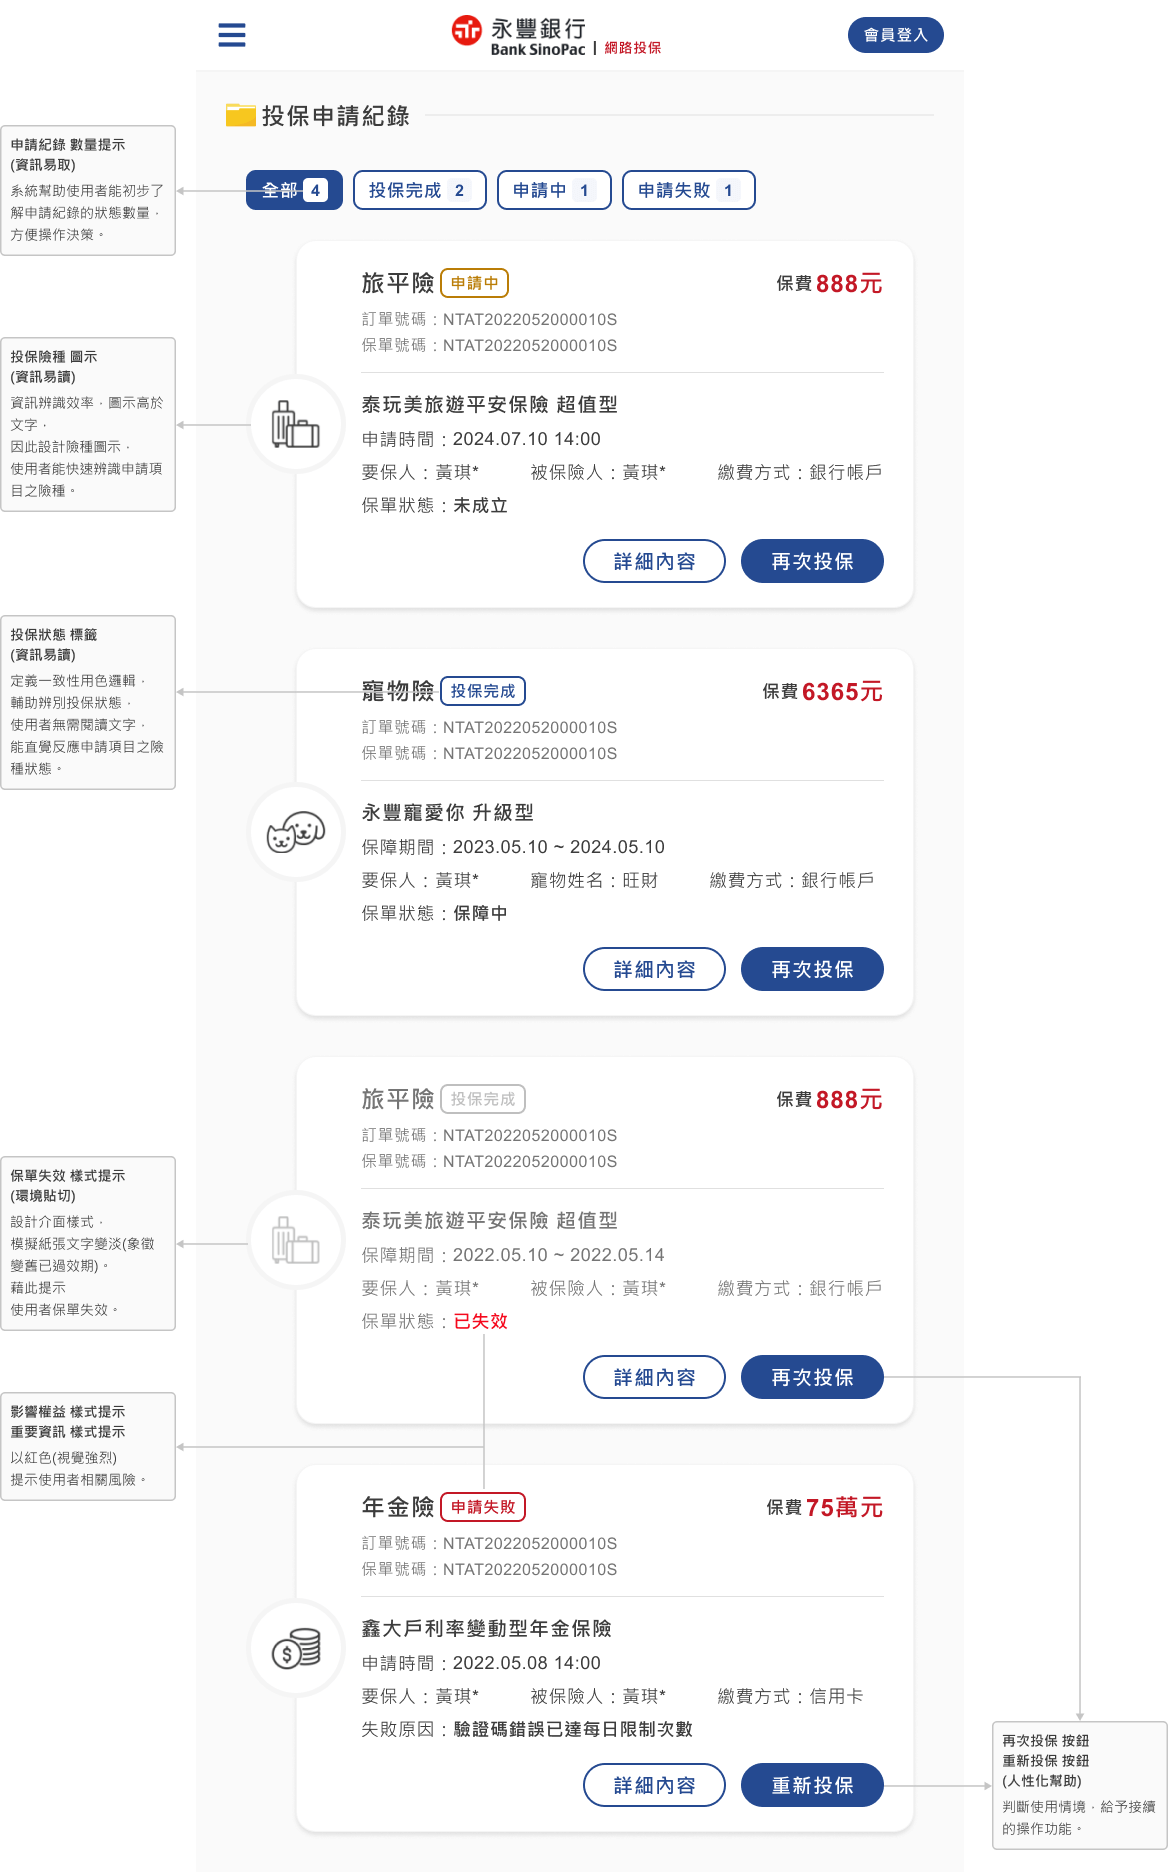 永豐銀行
Bank SinoPac | 網路投保
會員登入
投保申請紀錄
全部 4
投保完成 2
申請中 1
申請失敗 1
申請紀錄 數量提示
(資訊易取)
系統幫助使用者能初步了
解申請紀錄的狀態數量，
方便操作決策。
旅平險 申請中
保費888元
訂單號碼：NTAT2022052000010S
保單號碼：NTAT2022052000010S
泰玩美旅遊平安保險 超值型
申請時間：2024.07.10 14:00
要保人：黃琪* 被保險人：黃琪* 繳費方式：銀行帳戶
保單狀態：未成立
詳細內容
再次投保
投保險種 圖示
(資訊易讀)
資訊辨識效率，圖示高於
文字，
因此設計險種圖示，
使用者能快速辨識申請項
目之險種。
投保狀態 標籤
(資訊易讀)
定義一致性用色邏輯，
輔助辨別投保狀態，
使用者無需閱讀文字，
能直覺反應申請項目之險
種狀態。
寵物險 投保完成
保費6365元
訂單號碼：NTAT2022052000010S
保單號碼：NTAT2022052000010S
永豐寵愛你 升級型
保障期間：2023.05.10 ~ 2024.05.10
要保人：黃琪* 寵物姓名：旺財 繳費方式：銀行帳戶
保單狀態：保障中
詳細內容
再次投保
旅平險 投保完成
保費888元
訂單號碼：NTAT2022052000010S
保單號碼：NTAT2022052000010S
泰玩美旅遊平安保險 超值型
保障期間：2022.05.10 ~ 2022.05.14
要保人：黃琪* 被保險人：黃琪* 繳費方式：銀行帳戶
保單狀態：已失效
詳細內容
再次投保
保單失效 樣式提示
(環境貼切)
設計介面樣式，
模擬紙張文字變淡(象徵
變舊已過效期)。
藉此提示
使用者保單失效。
影響權益 樣式提示
重要資訊 樣式提示
以紅色(視覺強烈)
提示使用者相關風險。
年金險 申請失敗
保費75萬元
訂單號碼：NTAT2022052000010S
保單號碼：NTAT2022052000010S
鑫大戶利率變動型年金保險
申請時間：2022.05.08 14:00
要保人：黃琪* 被保險人：黃琪* 繳費方式：信用卡
失敗原因：驗證碼錯誤已達每日限制次數
詳細內容
重新投保
再次投保 按鈕
重新投保 按鈕
(人性化幫助)
判斷使用情境，給予接續
的操作功能。